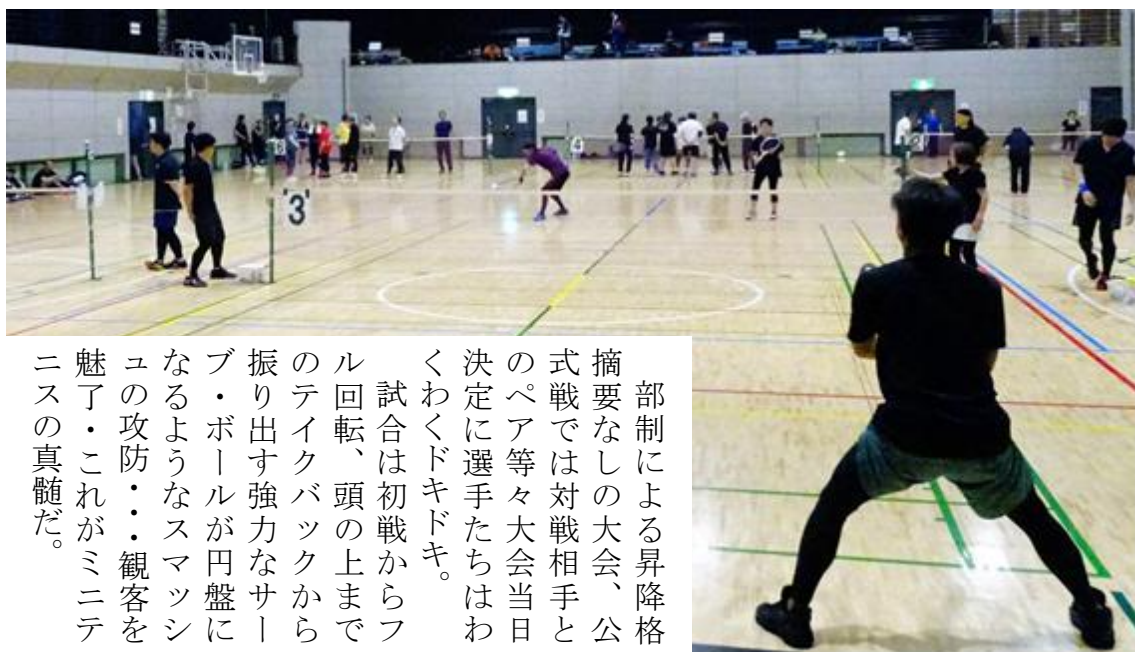 3
4
部制による昇降格
摘要なしの大会、公
式戦では対戦相手と
のペア等々大会当日
決定に選手たちはわ
くわくドキドキ。
試合は初戦からフ
ル回転、頭の上まで
のテイクバックから
振り出す強力なサー
ブ・ボールが円盤に
なるようなスマッシ
ュの攻防・・・観客を
魅了・これがミニテ
ニスの真髄だ。